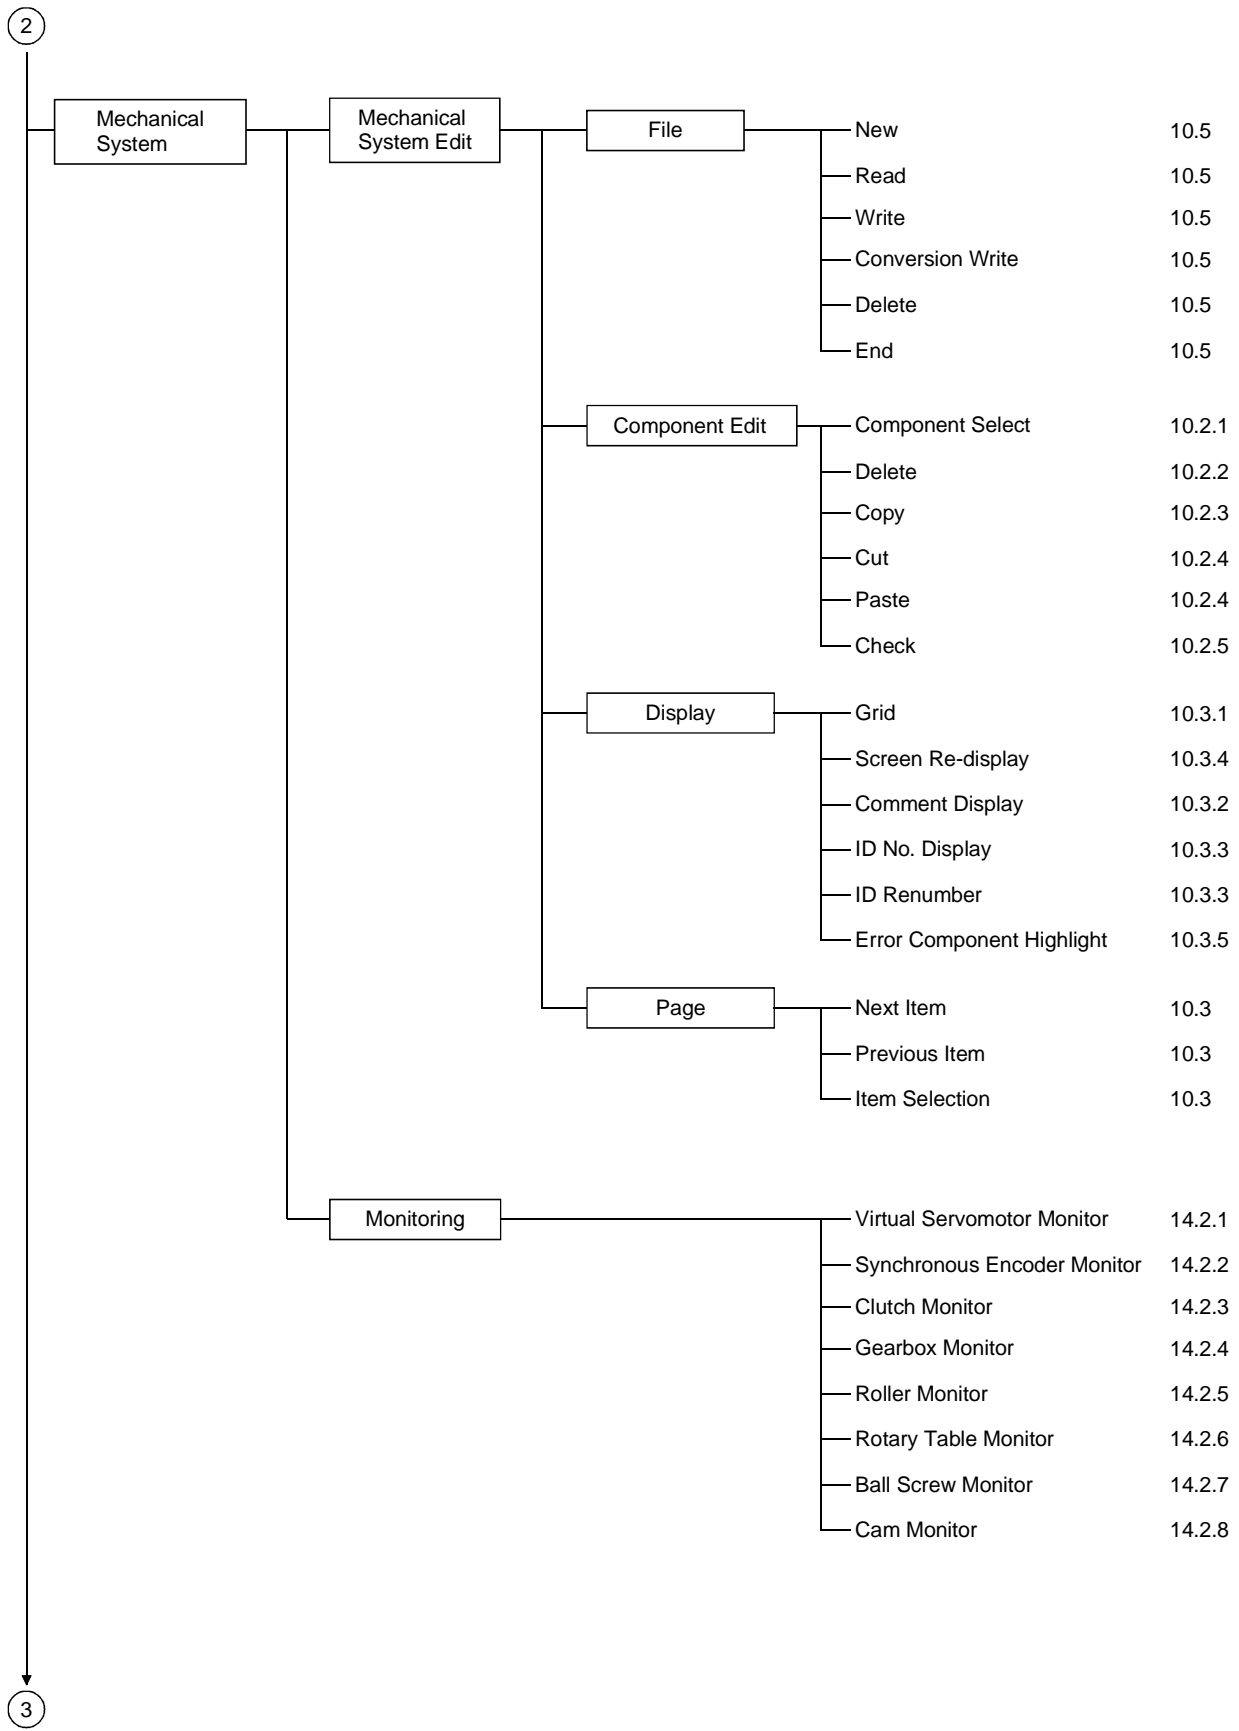 2
Mechanical
System
Mechanical
System Edit
File
New 10.5
Read 10.5
Write 10.5
Conversion Write 10.5
Delete 10.5
End 10.5
Component Edit
Component Select 10.2.1
Delete 10.2.2
Copy 10.2.3
Cut 10.2.4
Paste 10.2.4
Check 10.2.5
Display
Grid 10.3.1
Screen Re-display 10.3.4
Comment Display 10.3.2
ID No. Display 10.3.3
ID Renumber 10.3.3
Error Component Highlight 10.3.5
Page
Next Item 10.3
Previous Item 10.3
Item Selection 10.3
Monitoring
Virtual Servomotor Monitor 14.2.1
Synchronous Encoder Monitor 14.2.2
Clutch Monitor 14.2.3
Gearbox Monitor 14.2.4
Roller Monitor 14.2.5
Rotary Table Monitor 14.2.6
Ball Screw Monitor 14.2.7
Cam Monitor 14.2.8
3